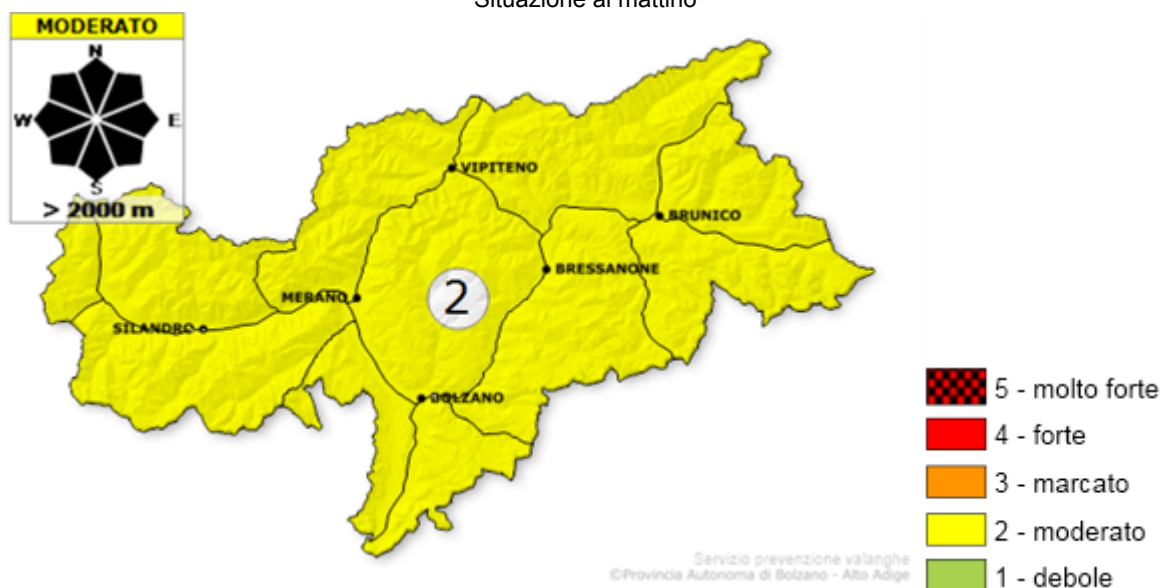 Situazione al mattino
MODERATO
N
W
E
S
> 2000 m
VIPITENO
BRUNICO
BRESSANONE
MERANO
2
SILANDRO
BOLZANO
5 - molto forte
4 - forte
3 - marcato
2 - moderato
1 - debole
Servizio prevenzione valanghe
©Provincia Autonoma di Bolzano - Alto Adige